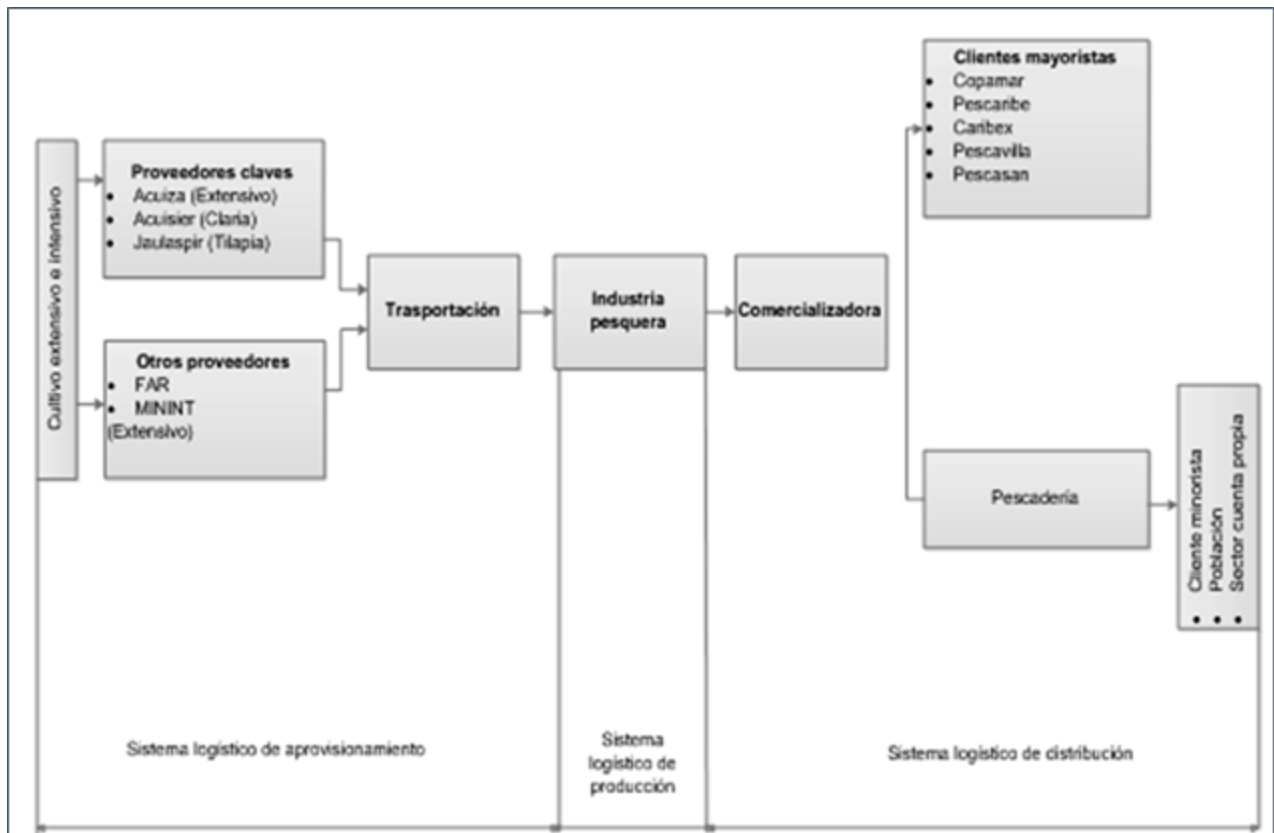 Cultivo extensivo e intensivo
Proveedores claves
• Acuiza (Extensivo)
• Acuisier (Claria)
• Jaulaspir (Tilapia)
Otros proveedores
• FAR
• MININT
(Extensivo)
Trasportación
Industria
pesquera
Comercializadora
Clientes mayoristas
• Copamar
• Pescaribe
• Caribex
• Pescavilla
• Pescasan
Pescadería
• Cliente minorista
• Población
• Sector cuenta propia
Sistema logístico de aprovisionamiento
Sistema
logístico de
producción
Sistema logístico de distribución